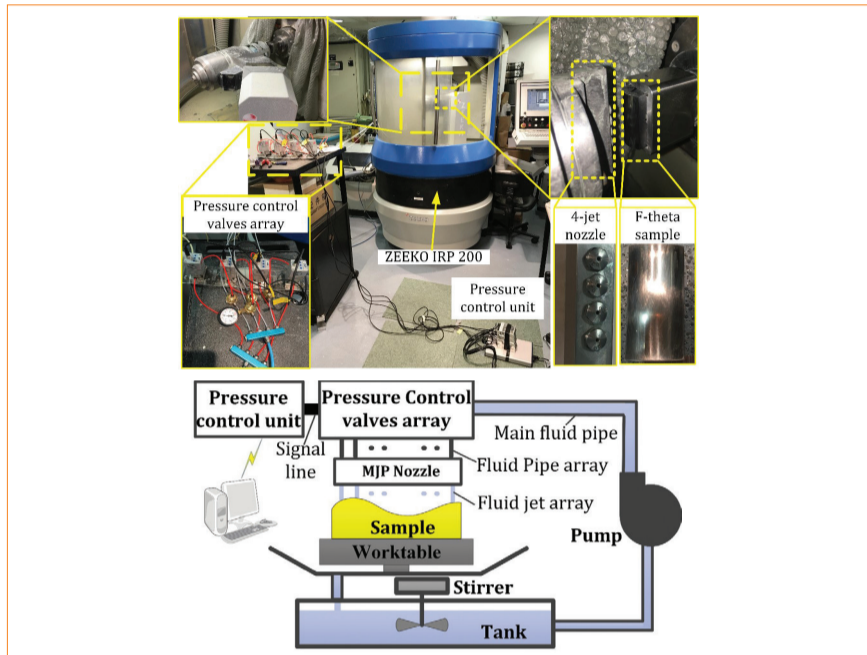 Pressure control
valves array
ZEEKO IRP 200
Pressure
control unit
4-jet
nozzle
F-theta
sample
Pressure
control unit
Pressure Control
valves array
Signal
line
Main fluid pipe
Fluid Pipe array
MJP Nozzle
Fluid jet array
Sample
Worktable
Pump
Stirrer
Tank